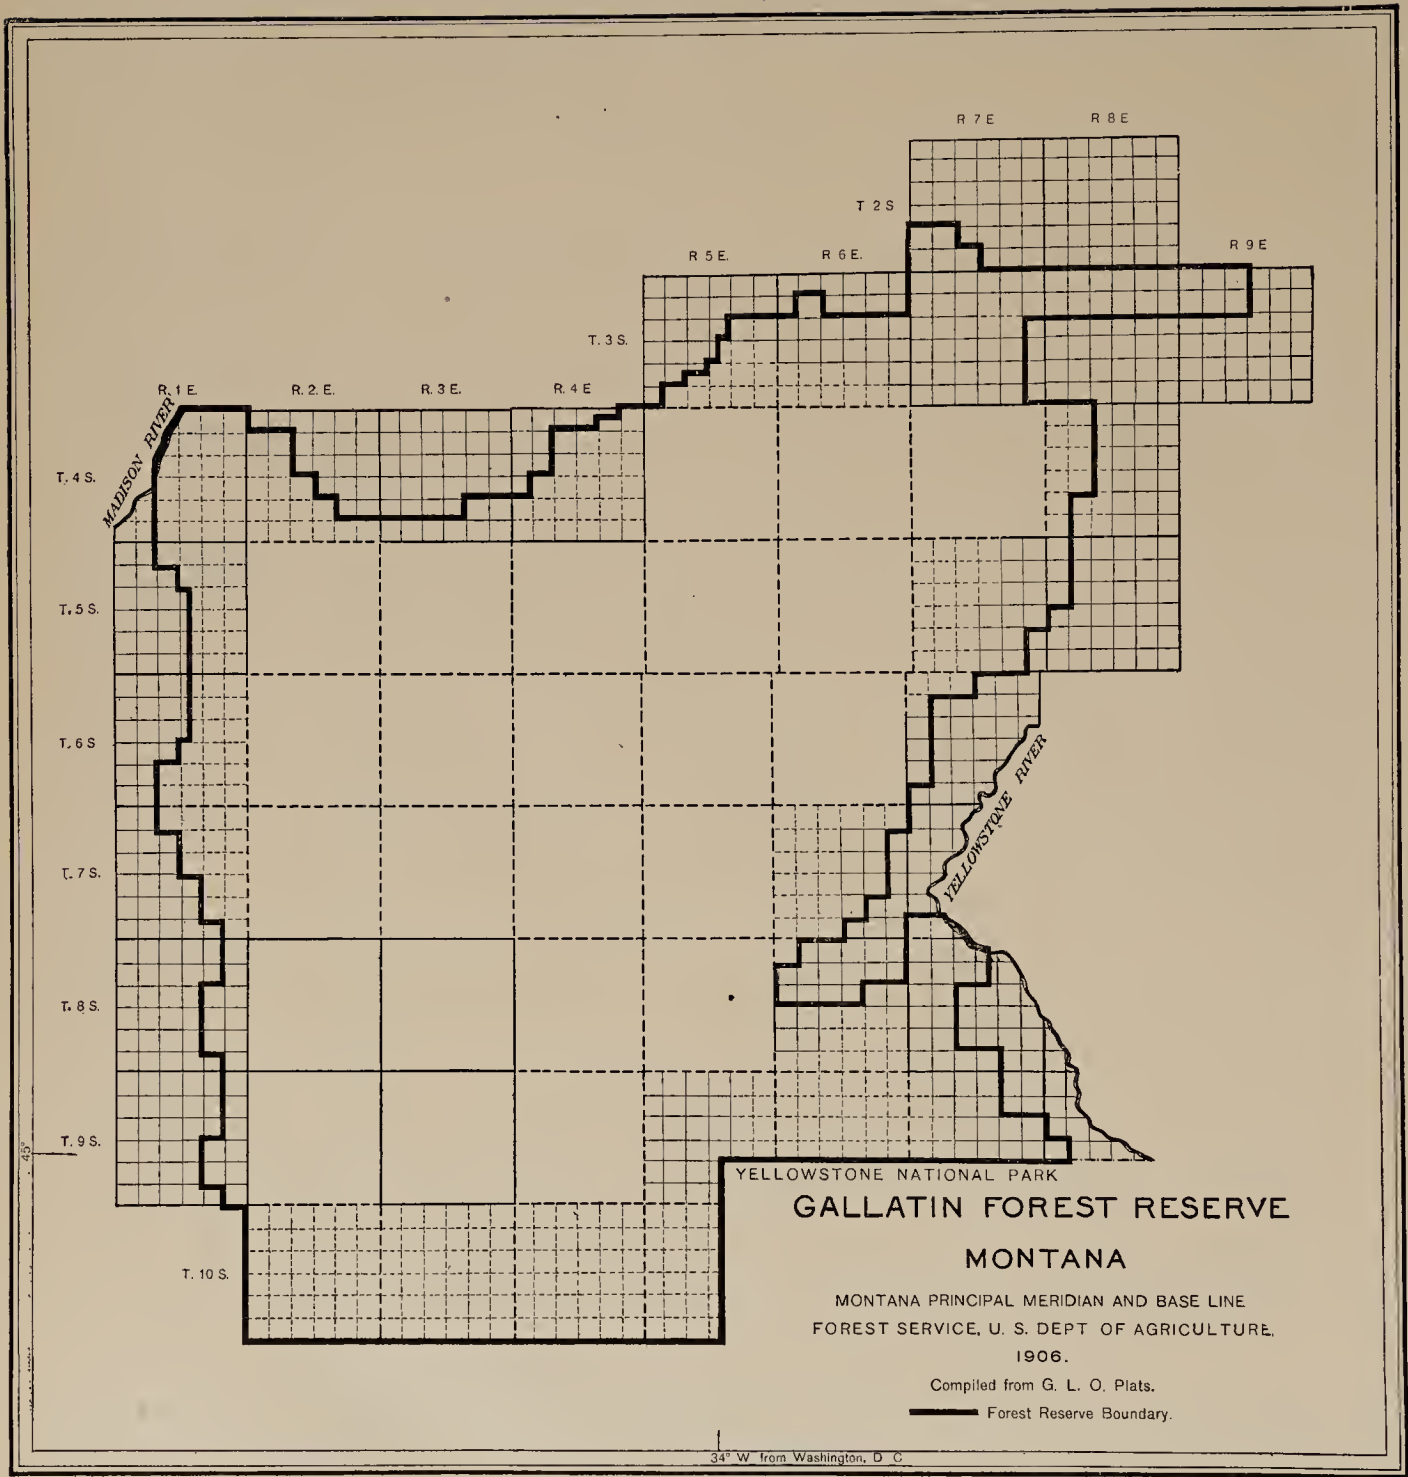 R 7 E
R 8 E
T 2 S
R 9 E
R 5 E.
R 6 E.
T. 3 S.
R. 1 E.
R. 2. E.
R. 3 E.
R. 4 E
MADISON RIVER
T. 4 S.
T. 5 S.
T. 6 S
YELLOWSTONE RIVER
T. 7 S.
T. 8 S.
T. 9 S.
45°
YELLOWSTONE NATIONAL PARK
GALLATIN FOREST RESERVE
MONTANA
T. 10 S.
MONTANA PRINCIPAL MERIDIAN AND BASE LINE
FOREST SERVICE, U. S. DEPT OF AGRICULTURE,
1906.
Compiled from G. L. O. Plats.
Forest Reserve Boundary.
34° W from Washington, D C